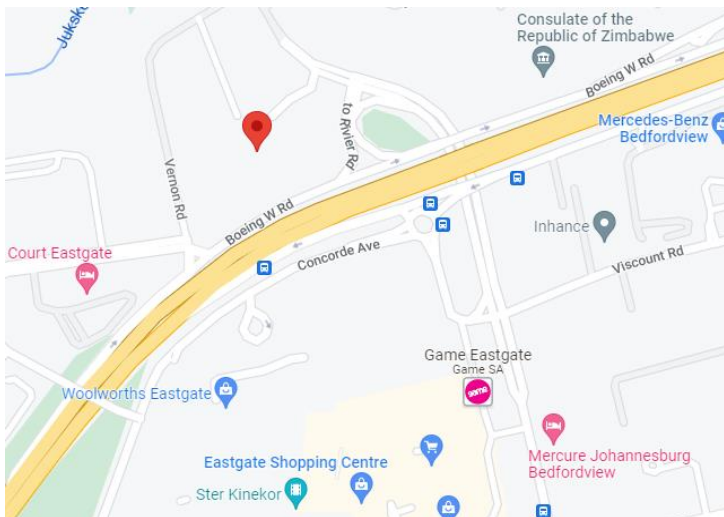 Juksk
Consulate of the
Republic of Zimbabwe
Boeing W Rd
to Rivier Rd
Mercedes-Benz
Bedfordview
Vernon Rd
Boeing W Rd
Inhance
Court Eastgate
Concorde Ave
Viscount Rd
Game Eastgate
Game SA
game
Woolworths Eastgate
Eastgate Shopping Centre
Mercure Johannesburg
Bedfordview
Ster Kinekor